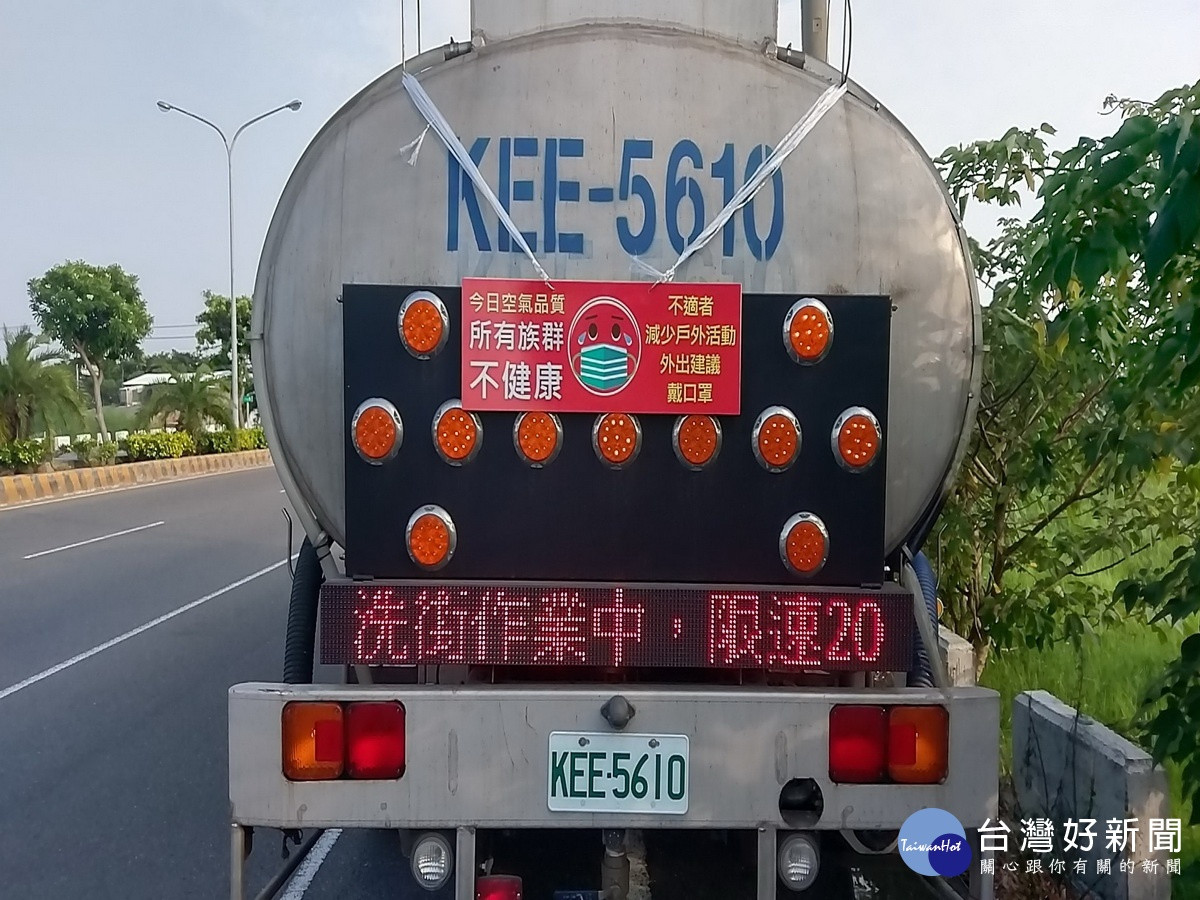 KEE-5610
今日空氣品質
所有族群
不健康
不適者
減少戶外活動
外出建議
戴口罩
洗街作業中,限速20
KEE·5610
TaiwanHot
台灣好新聞
關心跟你有關的新聞